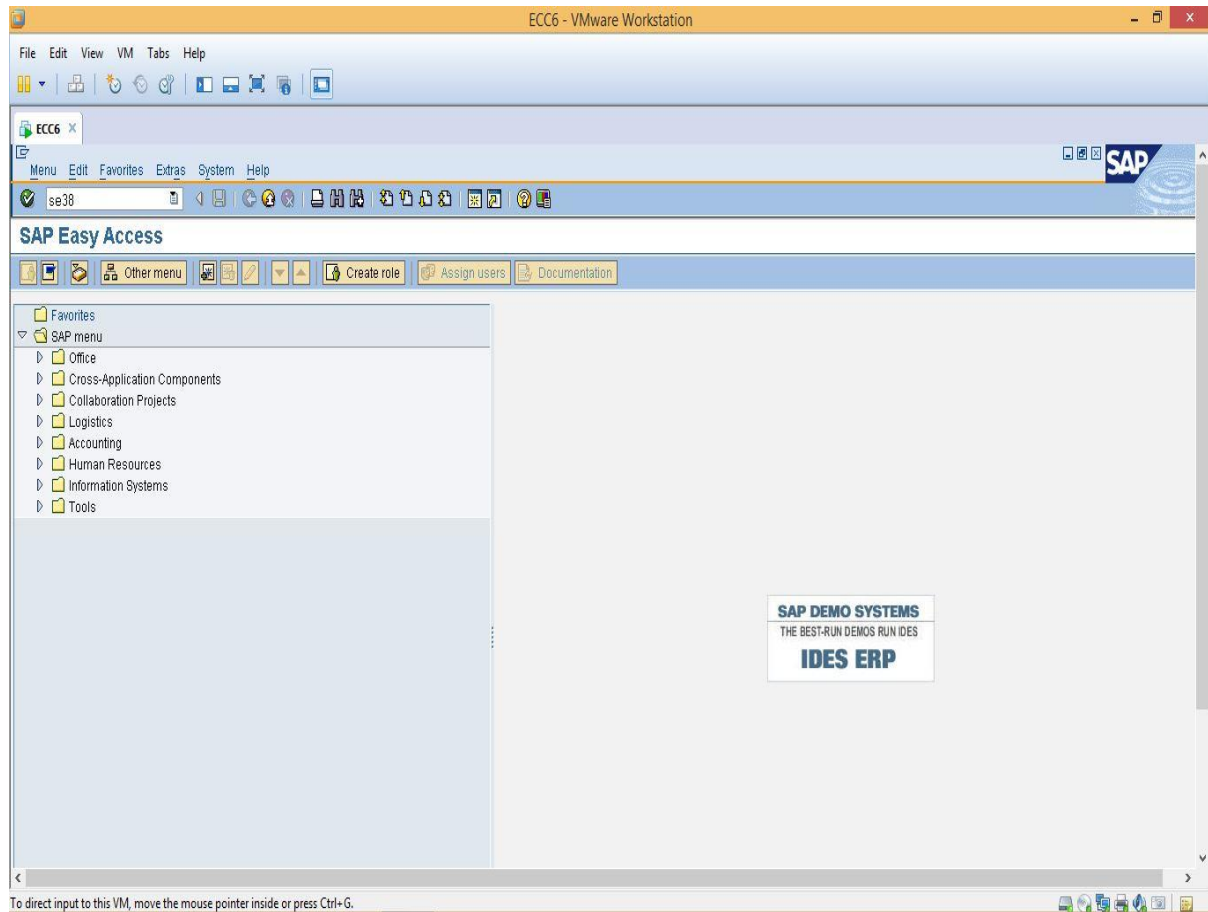 ECC6 - VMware Workstation
File Edit View VM Tabs Help
ECC6
Menu Edit Favorites Extras System Help
SAP
se38
SAP Easy Access
Other menu Create role Assign users Documentation
Favorites
SAP menu
Office
Cross-Application Components
Collaboration Projects
Logistics
Accounting
Human Resources
Information Systems
Tools
SAP DEMO SYSTEMS
THE BEST-RUN DEMOS RUN IDES
IDES ERP
To direct input to this VM, move the mouse pointer inside or press Ctrl+G.